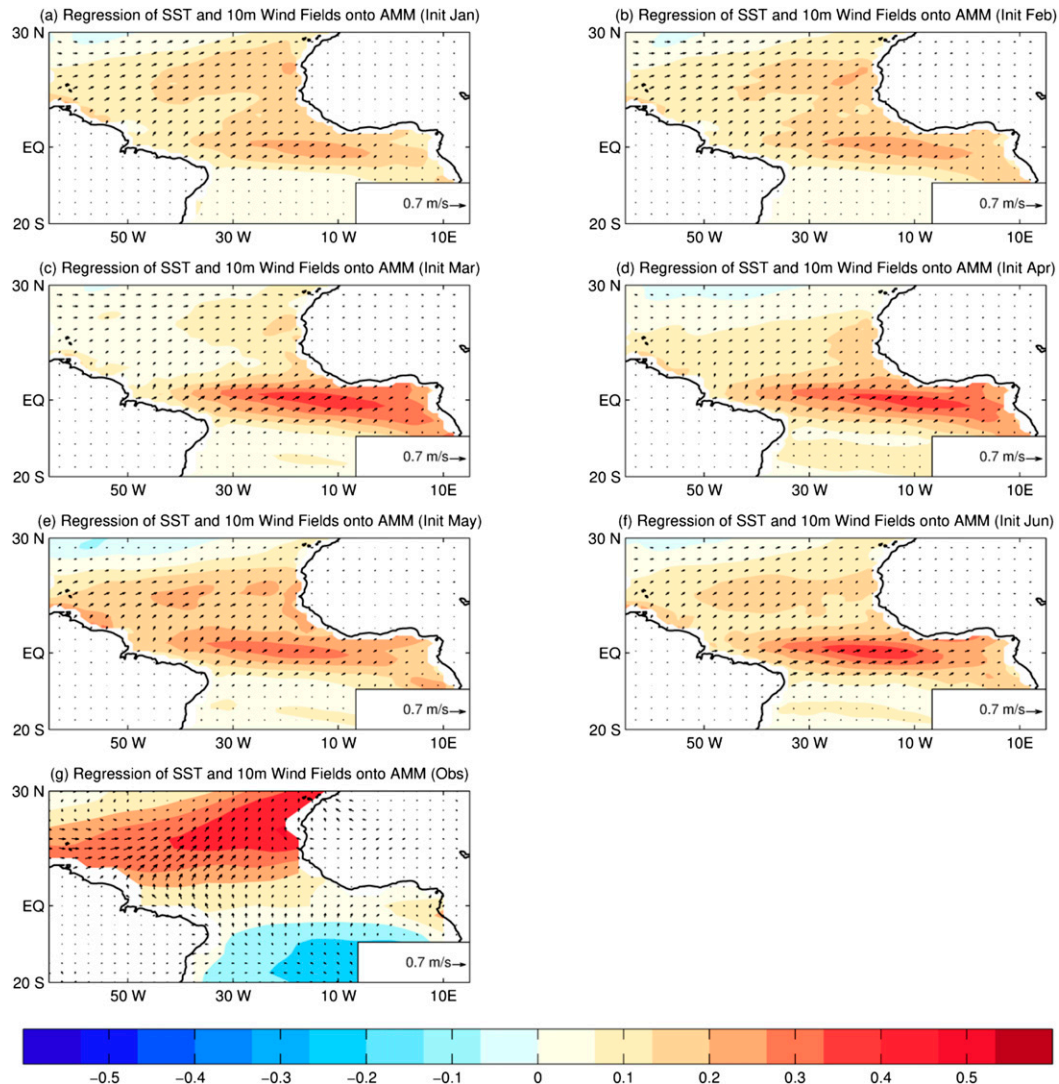 (a) Regression of SST and 10m Wind Fields onto AMM (Init Jan)
30 N
EQ
20 S
0.7 m/s
50 W 30 W 10 W 10E
(b) Regression of SST and 10m Wind Fields onto AMM (Init Feb)
30 N
EQ
20 S
0.7 m/s
50 W 30 W 10 W 10E
(c) Regression of SST and 10m Wind Fields onto AMM (Init Mar)
30 N
EQ
20 S
0.7 m/s
50 W 30 W 10 W 10E
(d) Regression of SST and 10m Wind Fields onto AMM (Init Apr)
30 N
EQ
20 S
0.7 m/s
50 W 30 W 10 W 10E
(e) Regression of SST and 10m Wind Fields onto AMM (Init May)
30 N
EQ
20 S
0.7 m/s
50 W 30 W 10 W 10E
(f) Regression of SST and 10m Wind Fields onto AMM (Init Jun)
30 N
EQ
20 S
0.7 m/s
50 W 30 W 10 W 10E
(g) Regression of SST and 10m Wind Fields onto AMM (Obs)
30 N
EQ
20 S
0.7 m/s
50 W 30 W 10 W 10E
−0.5 −0.4 −0.3 −0.2 −0.1 0 0.1 0.2 0.3 0.4 0.5